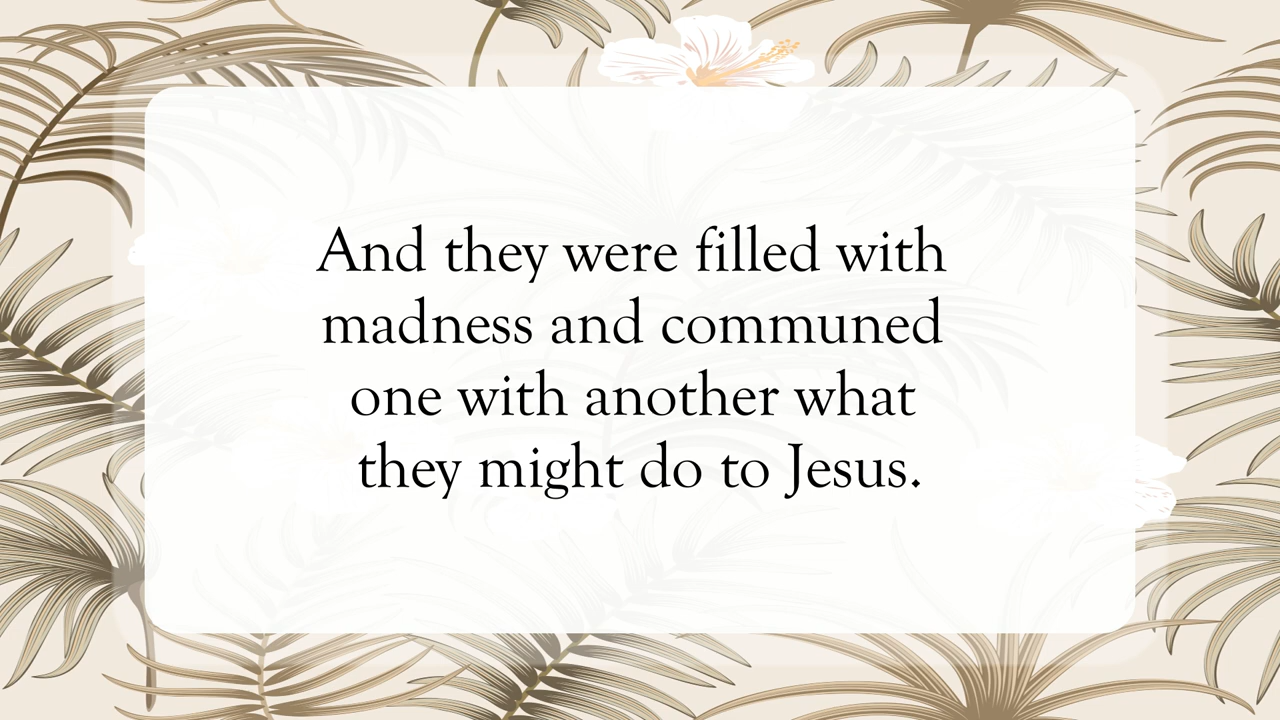 And they were filled with
madness and communed
one with another what
they might do to Jesus.